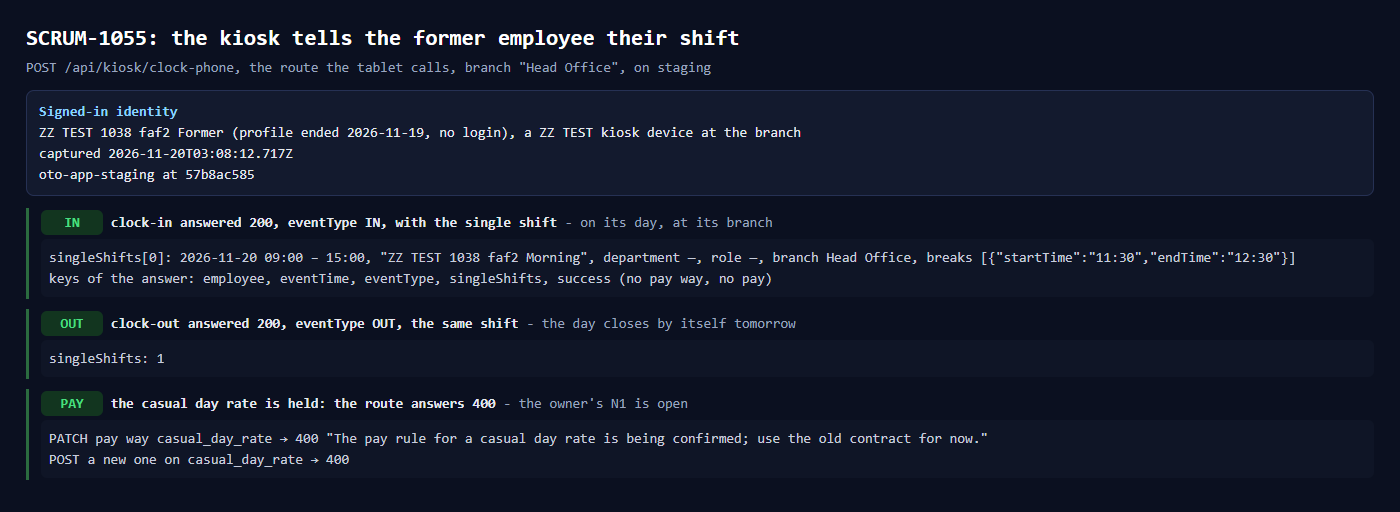 SCRUM-1055: the kiosk tells the former employee their shift
POST /api/kiosk/clock-phone, the route the tablet calls, branch "Head Office", on staging
Signed-in identity
ZZ TEST 1038 faf2 Former (profile ended 2026-11-19, no login), a ZZ TEST kiosk device at the branch
captured 2026-11-20T03:08:12.717Z
oto-app-staging at 57b8ac585
IN clock-in answered 200, eventType IN, with the single shift - on its day, at its branch
singleShifts[0]: 2026-11-20 09:00 – 15:00, "ZZ TEST 1038 faf2 Morning", department —, role —, branch Head Office, breaks [{"startTime":"11:30","endTime":"12:30"}]
keys of the answer: employee, eventTime, eventType, singleShifts, success (no pay way, no pay)
OUT clock-out answered 200, eventType OUT, the same shift - the day closes by itself tomorrow
singleShifts: 1
PAY the casual day rate is held: the route answers 400 - the owner's N1 is open
PATCH pay way casual_day_rate → 400 "The pay rule for a casual day rate is being confirmed; use the old contract for now."
POST a new one on casual_day_rate → 400